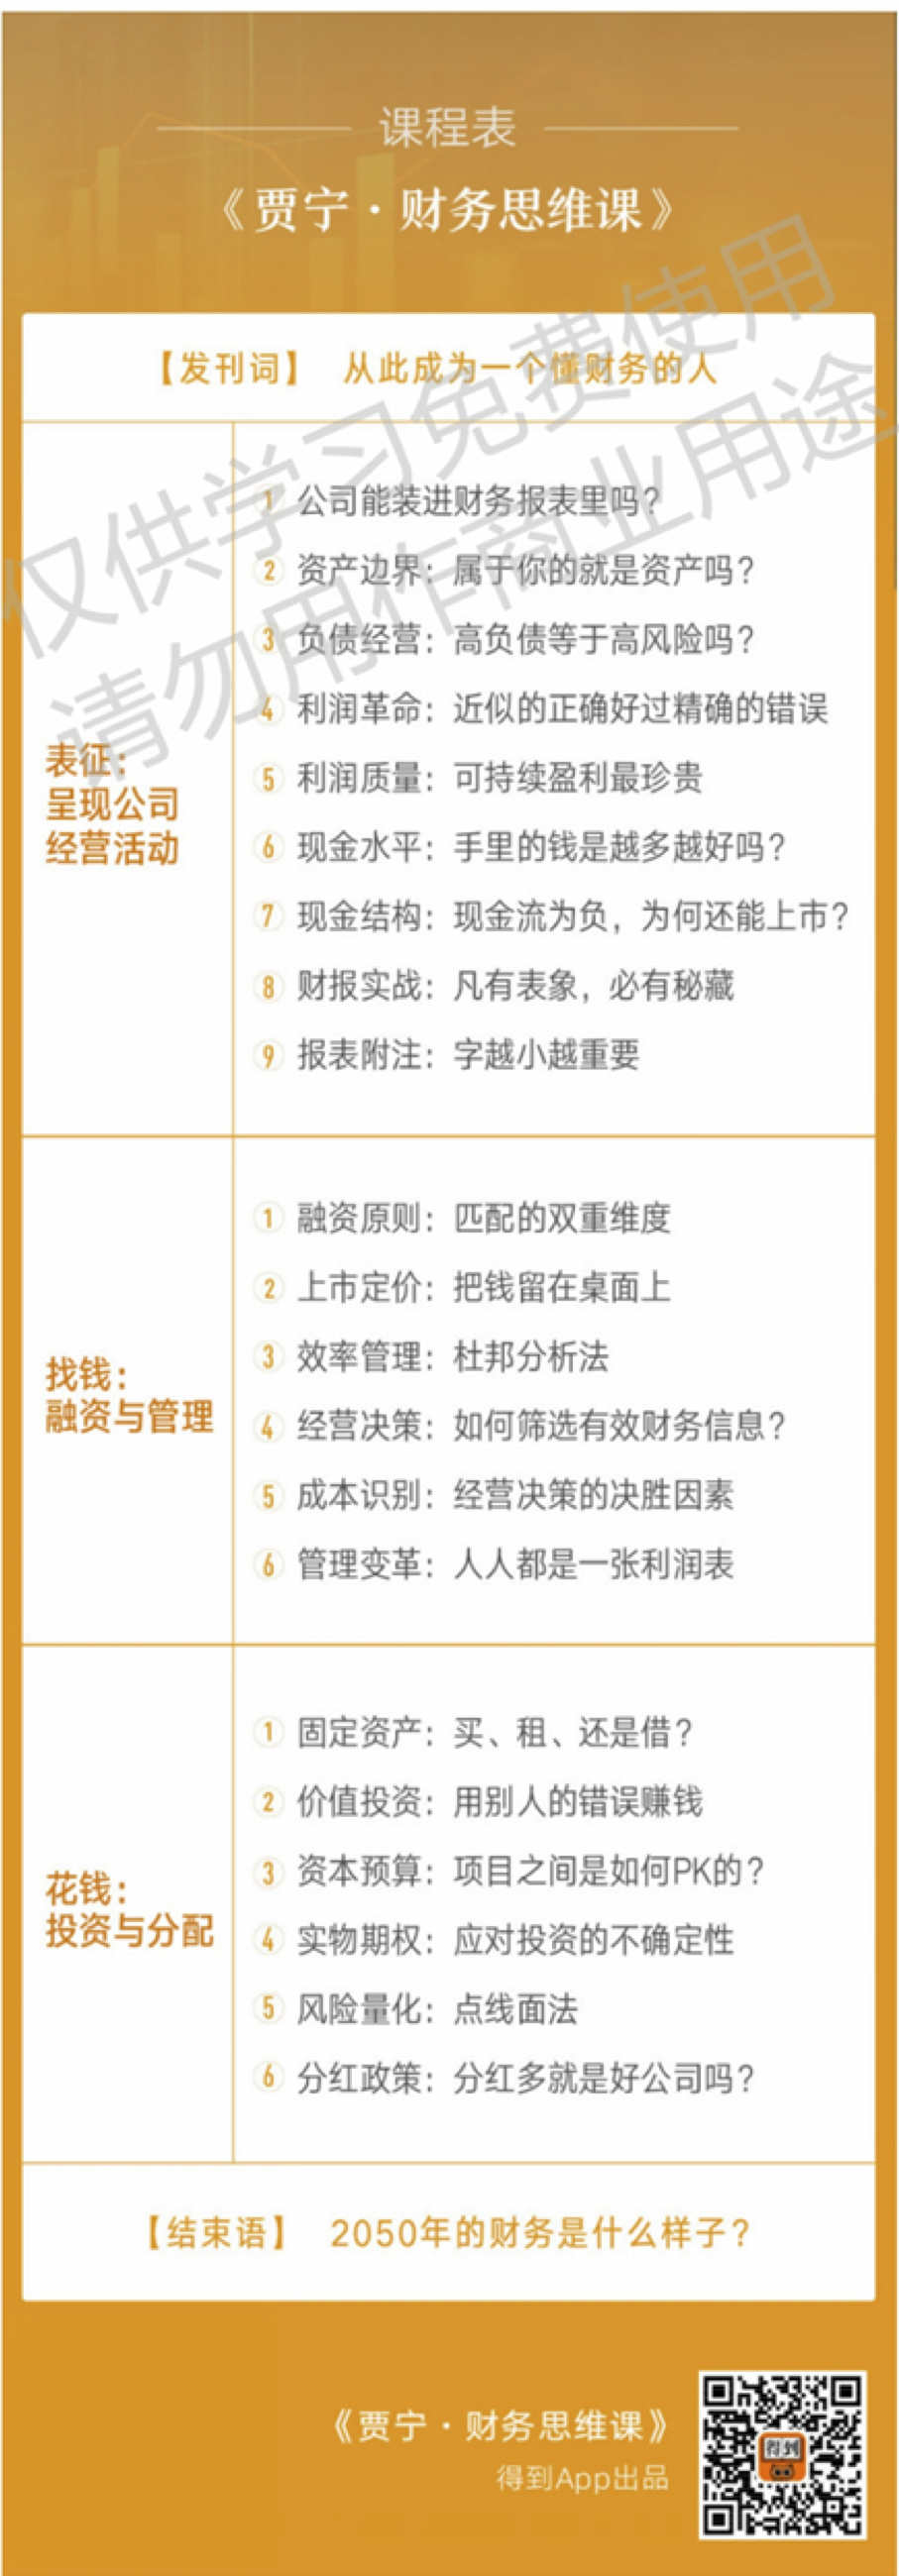 课程表
《贾宁·财务思维课》
【发刊词】 从此成为一个懂财务的人
表征：
呈现公司
经营活动
1 公司能装进财务报表里吗？
2 资产边界：属于你的就是资产吗？
3 负债经营：高负债等于高风险吗？
4 利润革命：近似的正确好过精确的错误
5 利润质量：可持续盈利最珍贵
6 现金水平：手里的钱是越多越好吗？
7 现金结构：现金流为负，为何还能上市？
8 财报实战：凡有表象，必有秘藏
9 报表附注：字越小越重要
找钱：
融资与管理
1 融资原则：匹配的双重维度
2 上市定价：把钱留在桌面上
3 效率管理：杜邦分析法
4 经营决策：如何筛选有效财务信息？
5 成本识别：经营决策的决胜因素
6 管理变革：人人都是一张利润表
花钱：
投资与分配
1 固定资产：买、租、还是借？
2 价值投资：用别人的错误赚钱
3 资本预算：项目之间是如何PK的？
4 实物期权：应对投资的不确定性
5 风险量化：点线面法
6 分红政策：分红多就是好公司吗？
【结束语】 2050年的财务是什么样子？
《贾宁·财务思维课》
得到App出品
得到
仅供学习免费使用
请勿用作商业用途